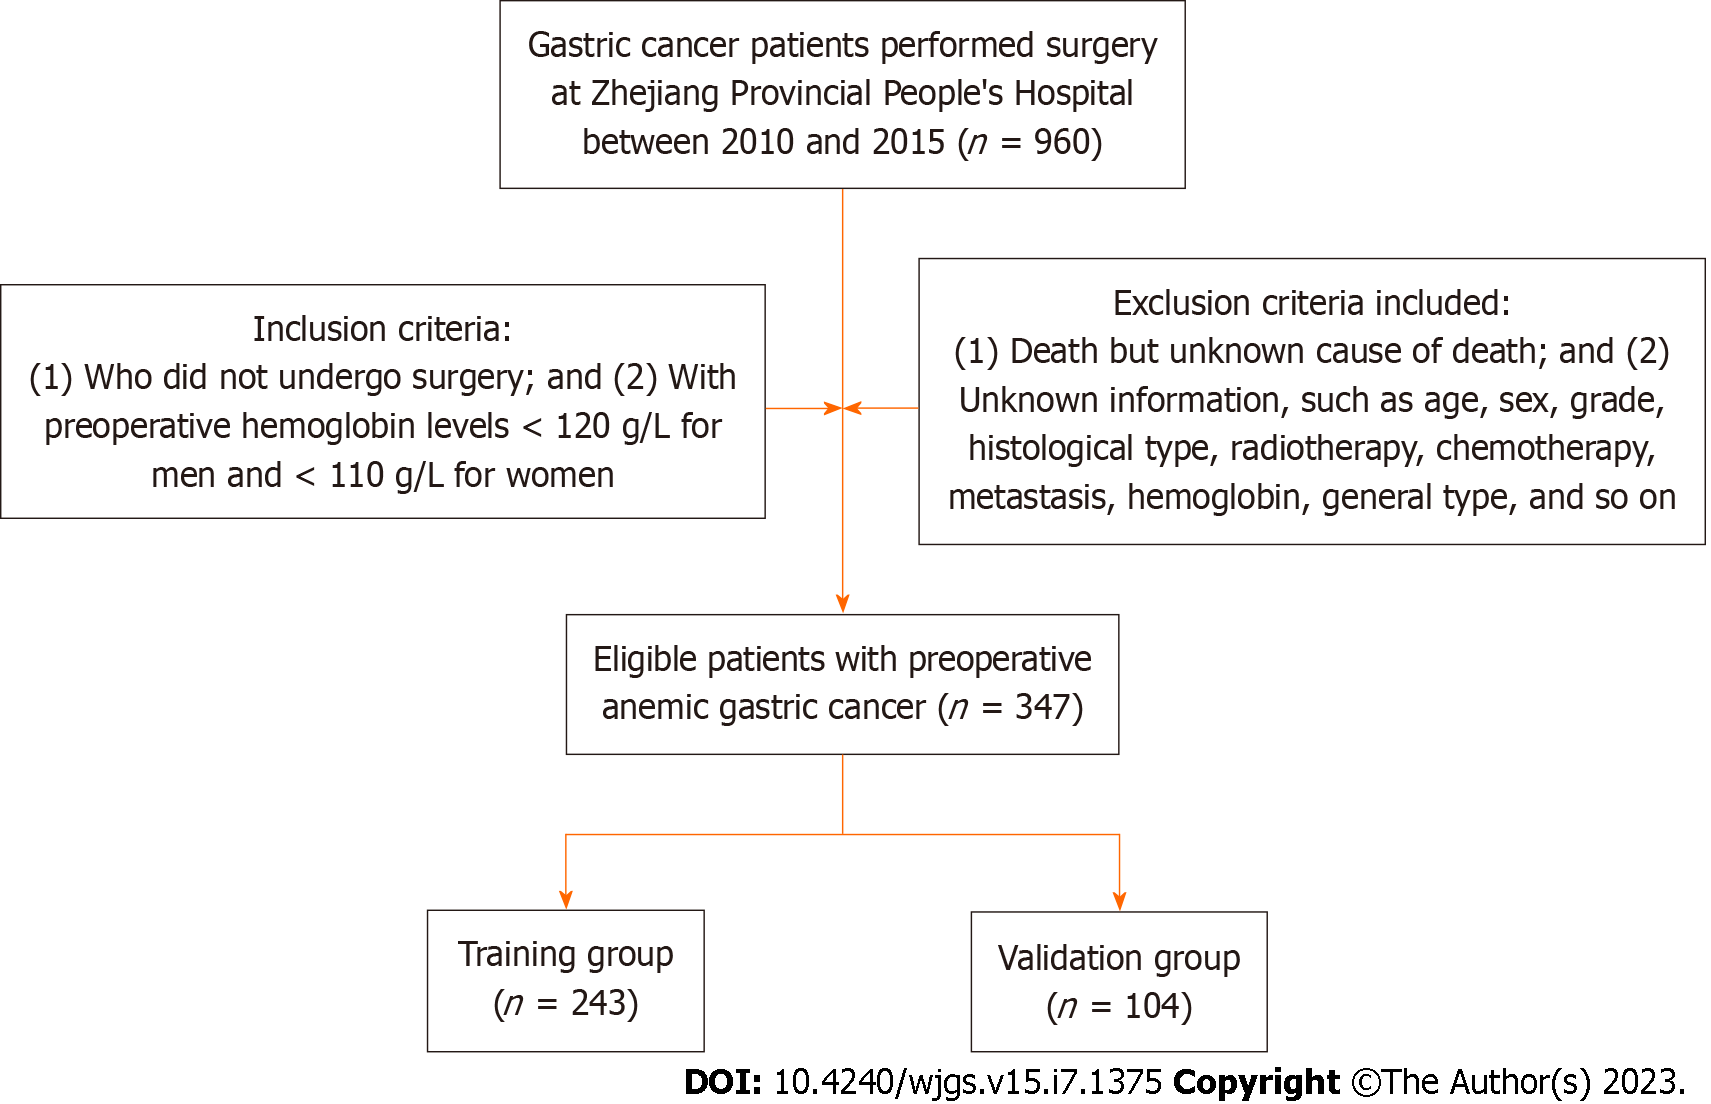 Gastric cancer patients performed surgery
at Zhejiang Provincial People's Hospital
between 2010 and 2015 (n = 960)
Inclusion criteria:
(1) Who did not undergo surgery; and (2) With
preoperative hemoglobin levels < 120 g/L for
men and < 110 g/L for women
Exclusion criteria included:
(1) Death but unknown cause of death; and (2)
Unknown information, such as age, sex, grade,
histological type, radiotherapy, chemotherapy,
metastasis, hemoglobin, general type, and so on
Eligible patients with preoperative
anemic gastric cancer (n = 347)
Training group
(n = 243)
Validation group
(n = 104)
DOI: 10.4240/wjgs.v15.i7.1375 Copyright ©The Author(s) 2023.